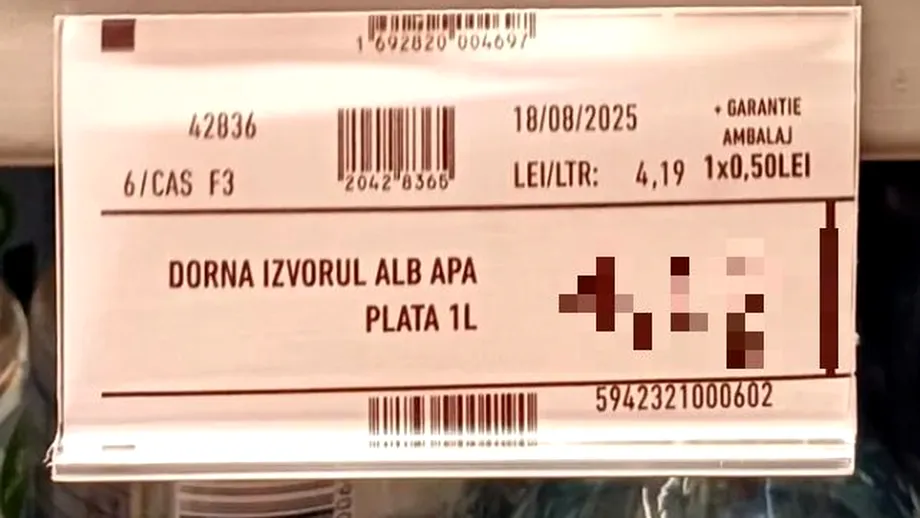 1 692820 004697
42836
18/08/2025
+ GARANTIE
AMBALAJ
6/CAS F3
2042 8365
LEI/LTR: 4,19
1x0,50LEI
DORNA IZVORUL ALB APA
PLATA 1L
5942321000602